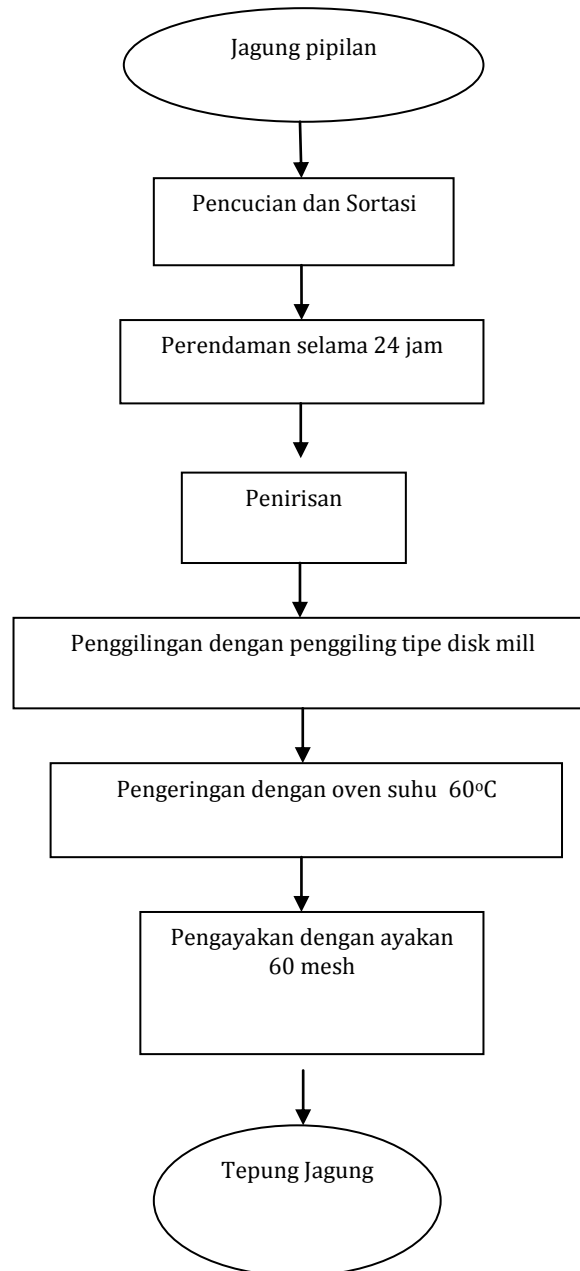 Jagung pipilan
Pencucian dan Sortasi
Perendaman selama 24 jam
Penirisan
Penggilingan dengan penggiling tipe disk mill
Pengeringan dengan oven suhu  60ᵒC
Pengayakan dengan ayakan
60 mesh
Tepung Jagung